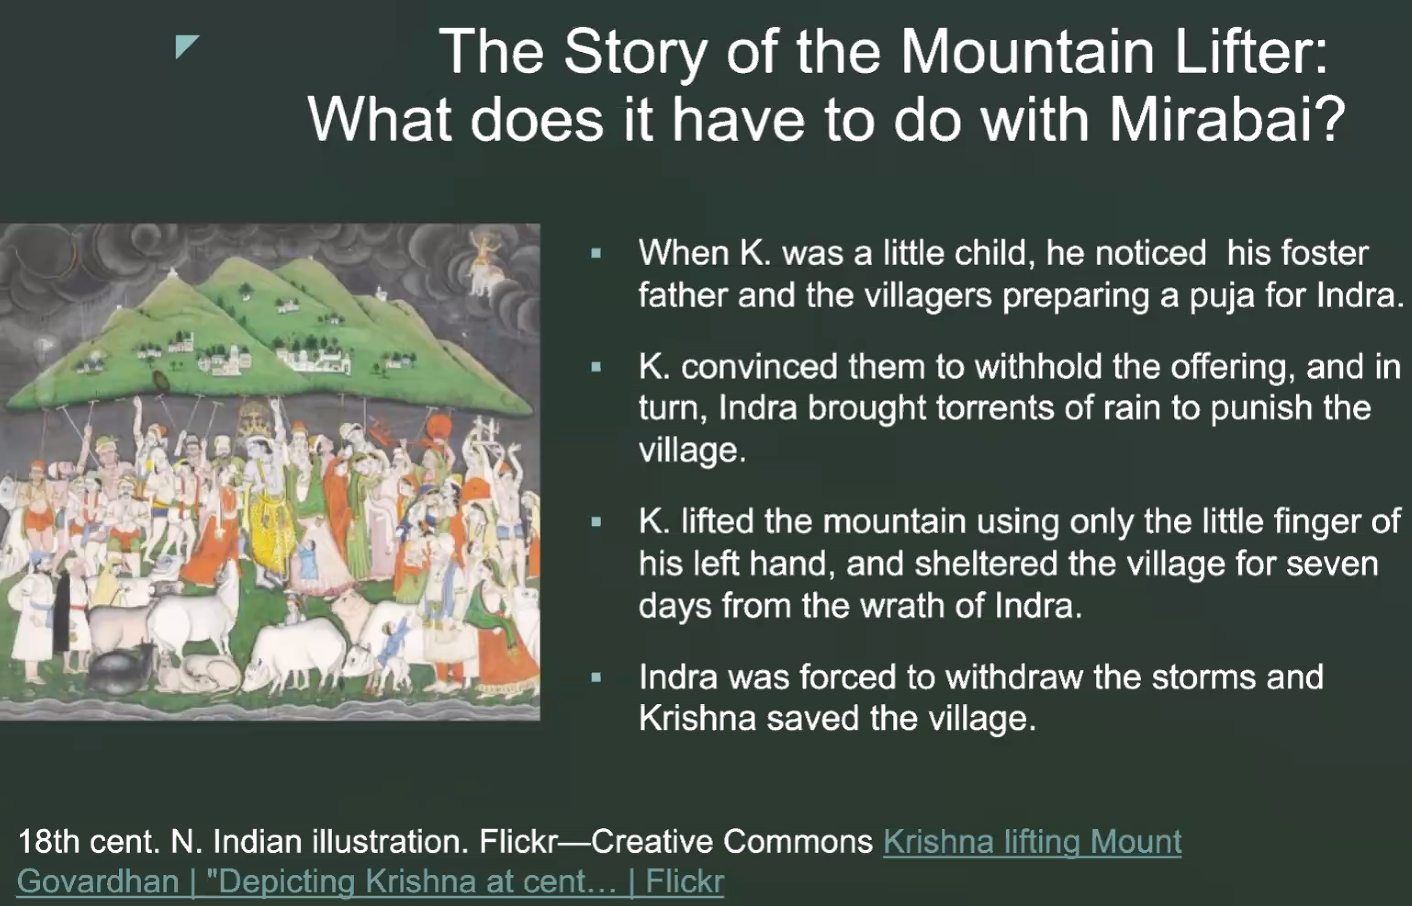 The Story of the Mountain Lifter:
What does it have to do with Mirabai?
▪ When K. was a little child, he noticed his foster
father and the villagers preparing a puja for Indra.
▪ K. convinced them to withhold the offering, and in
turn, Indra brought torrents of rain to punish the
village.
▪ K. lifted the mountain using only the little finger of
his left hand, and sheltered the village for seven
days from the wrath of Indra.
▪ Indra was forced to withdraw the storms and
Krishna saved the village.
18th cent. N. Indian illustration. Flickr—Creative Commons Krishna lifting Mount
Govardhan | "Depicting Krishna at cent… | Flickr